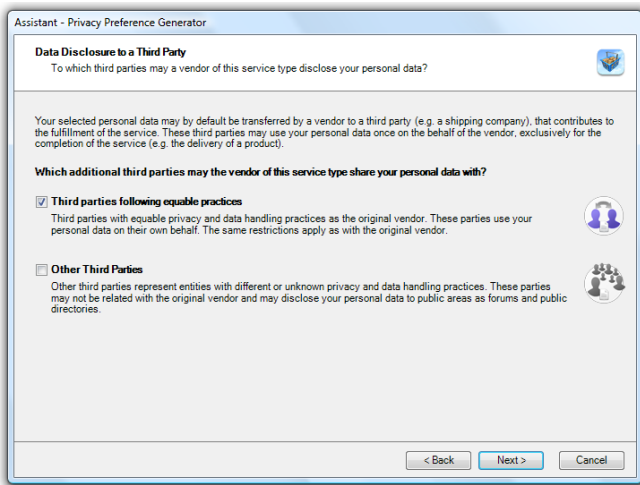 Assistant - Privacy Preference Generator
Data Disclosure to a Third Party
To which third parties may a vendor of this service type disclose your personal data?
Your selected personal data may by default be transferred by a vendor to a third party (e.g. a shipping company), that contributes to
the fulfillment of the service. These third parties may use your personal data once on the behalf of the vendor, exclusively for the
completion of the service (e.g. the delivery of a product).
Which additional third parties may the vendor of this service type share your personal data with?
Third parties following equable practices
Third parties with equable privacy and data handling practices as the original vendor. These parties use your
personal data on their own behalf. The same restrictions apply as with the original vendor.
Other Third Parties
Other third parties represent entities with different or unknown privacy and data handling practices. These parties
may not be related with the original vendor and may disclose your personal data to public areas as forums and public
directories.
< Back Next > Cancel